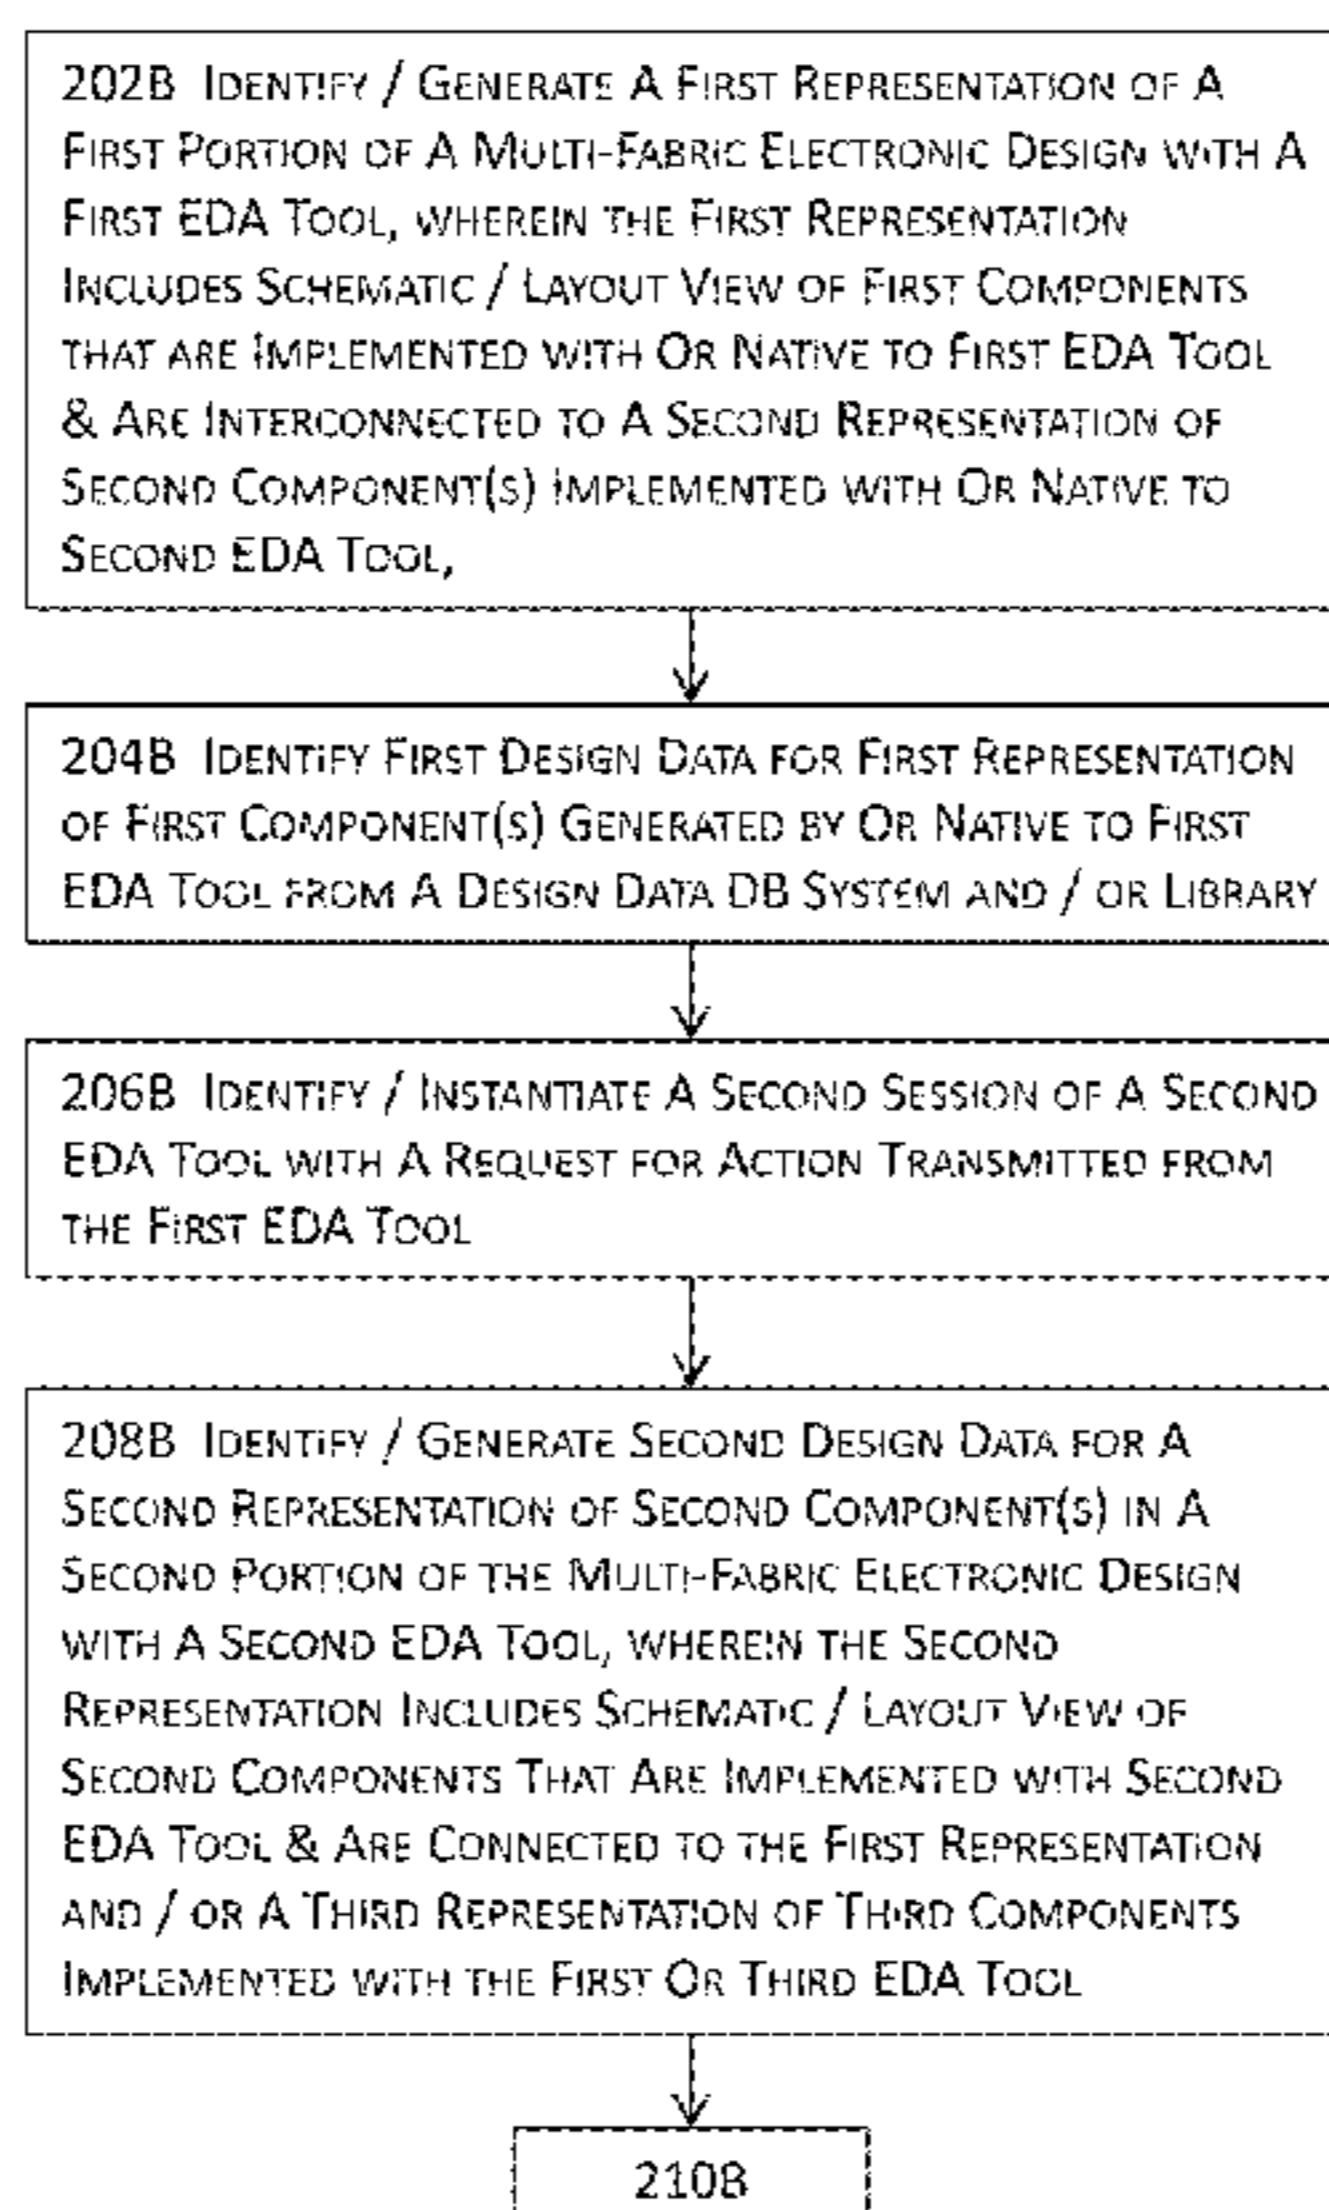 202B Identify / Generate A First Representation of A
First Portion of A Multi-Fabric Electronic Design with A
First EDA Tool, wherein the First Representation
Includes Schematic / Layout View of First Components
that are Implemented with Or Native to First EDA Tool
& Are Interconnected to A Second Representation of
Second Component(s) Implemented with Or Native to
Second EDA Tool,
204B Identify First Design Data for First Representation
of First Component(s) Generated by Or Native to First
EDA Tool from A Design Data DB System and / or Library
206B Identify / Instantiate A Second Session of A Second
EDA Tool with A Request for Action Transmitted from
the First EDA Tool
208B Identify / Generate Second Design Data for A
Second Representation of Second Component(s) in A
Second Portion of the Multi-Fabric Electronic Design
with A Second EDA Tool, wherein the Second
Representation Includes Schematic / Layout View of
Second Components That Are Implemented with Second
EDA Tool & Are Connected to the First Representation
and / or A Third Representation of Third Components
Implemented with the First Or Third EDA Tool
210B